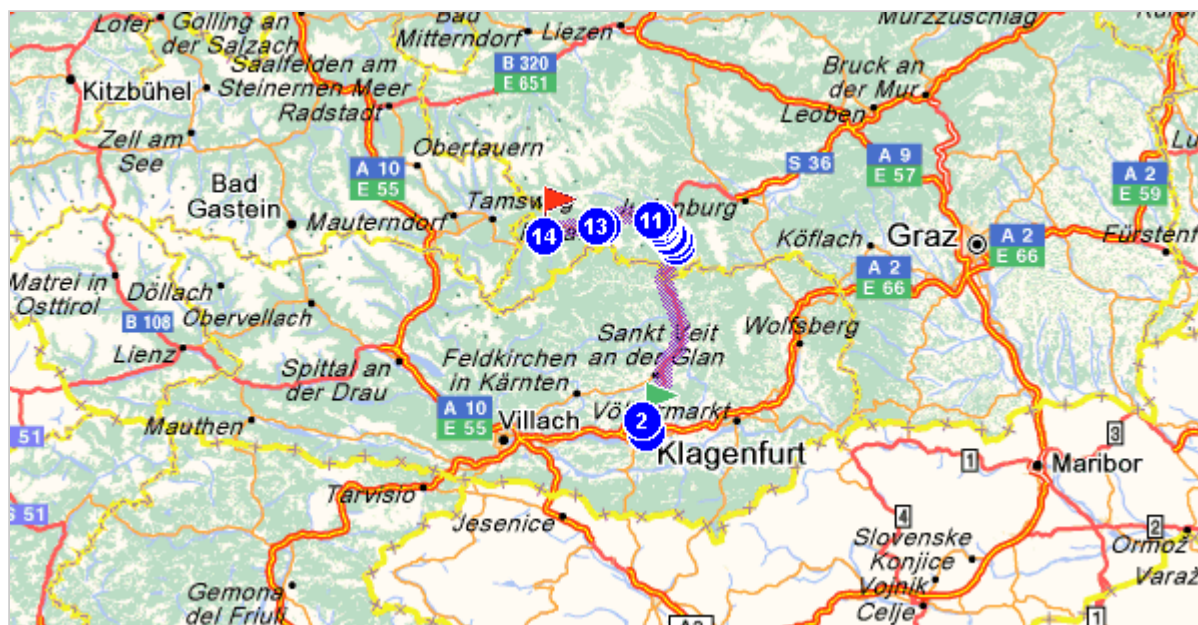 Lofer
Golling an
der Salzach
Bad
Mitterndorf
Liezen
Mürzzuschlag
Kitzbühel
Saalfelden am
Steinernen Meer
Radstadt
B 320
E 651
Bruck an
der Mur
Leoben
Zell am
See
Obertauern
A 10
E 55
S 36
A 9
E 57
A 2
E 59
Bad
Gastein
Mauterndorf
Tamsweg
14
13
11
Köflach
Graz
A 2
E 66
Fürstenf
A 2
E 66
Matrei in
Osttirol
Döllach
Obervellach
B 108
Lienz
Spittal an
der Drau
Feldkirchen
in Kärnten
Sankt Veit
an der Glan
Wolfsberg
Mauthen
A 10
E 55
Villach
2
Klagenfurt
51
Tarvisio
Jesenice
S 51
1
3
Maribor
4
2
Slovenske
Konjice
Vojnik
Celje
Ormož
Varaž
1
Gemona
del Friuli